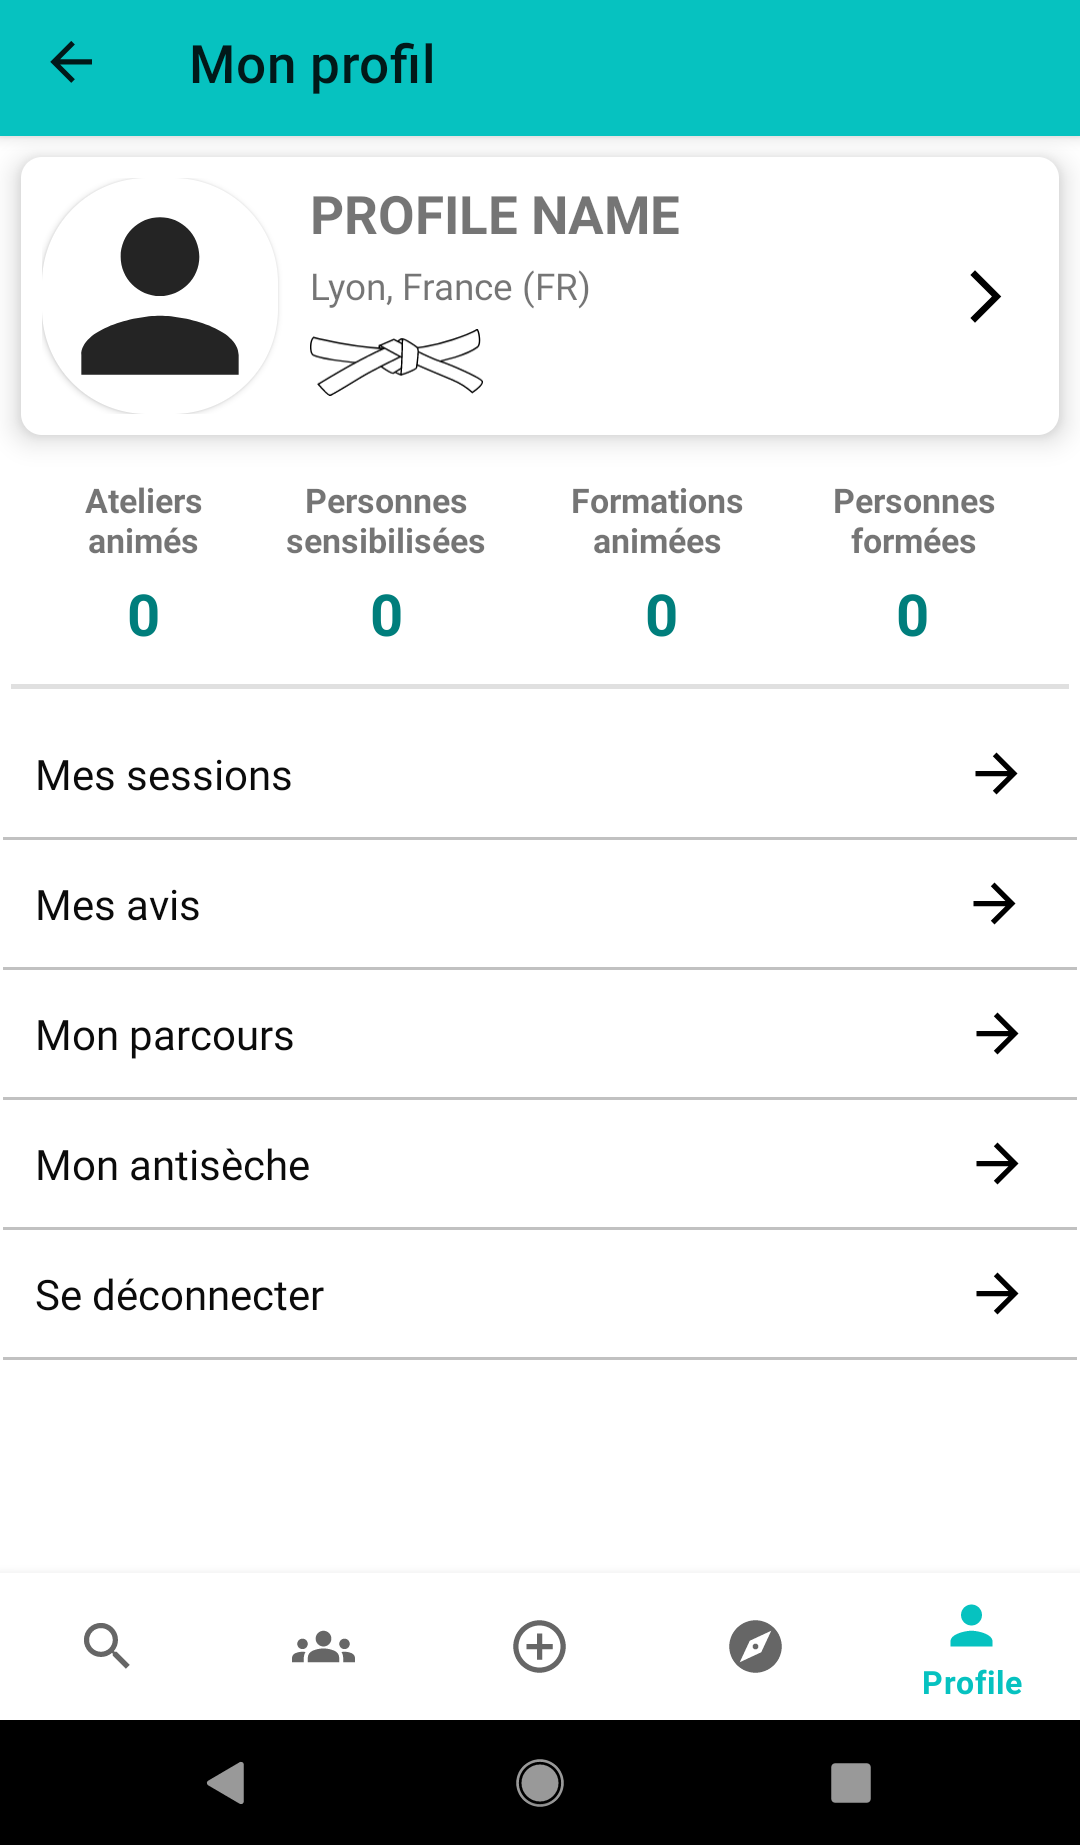 Mon profil
PROFILE NAME
Lyon, France (FR)
Ateliers animés
Personnes sensibilisées
Formations animées
Personnes formées
0 0 0 0
Mes sessions
Mes avis
Mon parcours
Mon antisèche
Se déconnecter
Profile